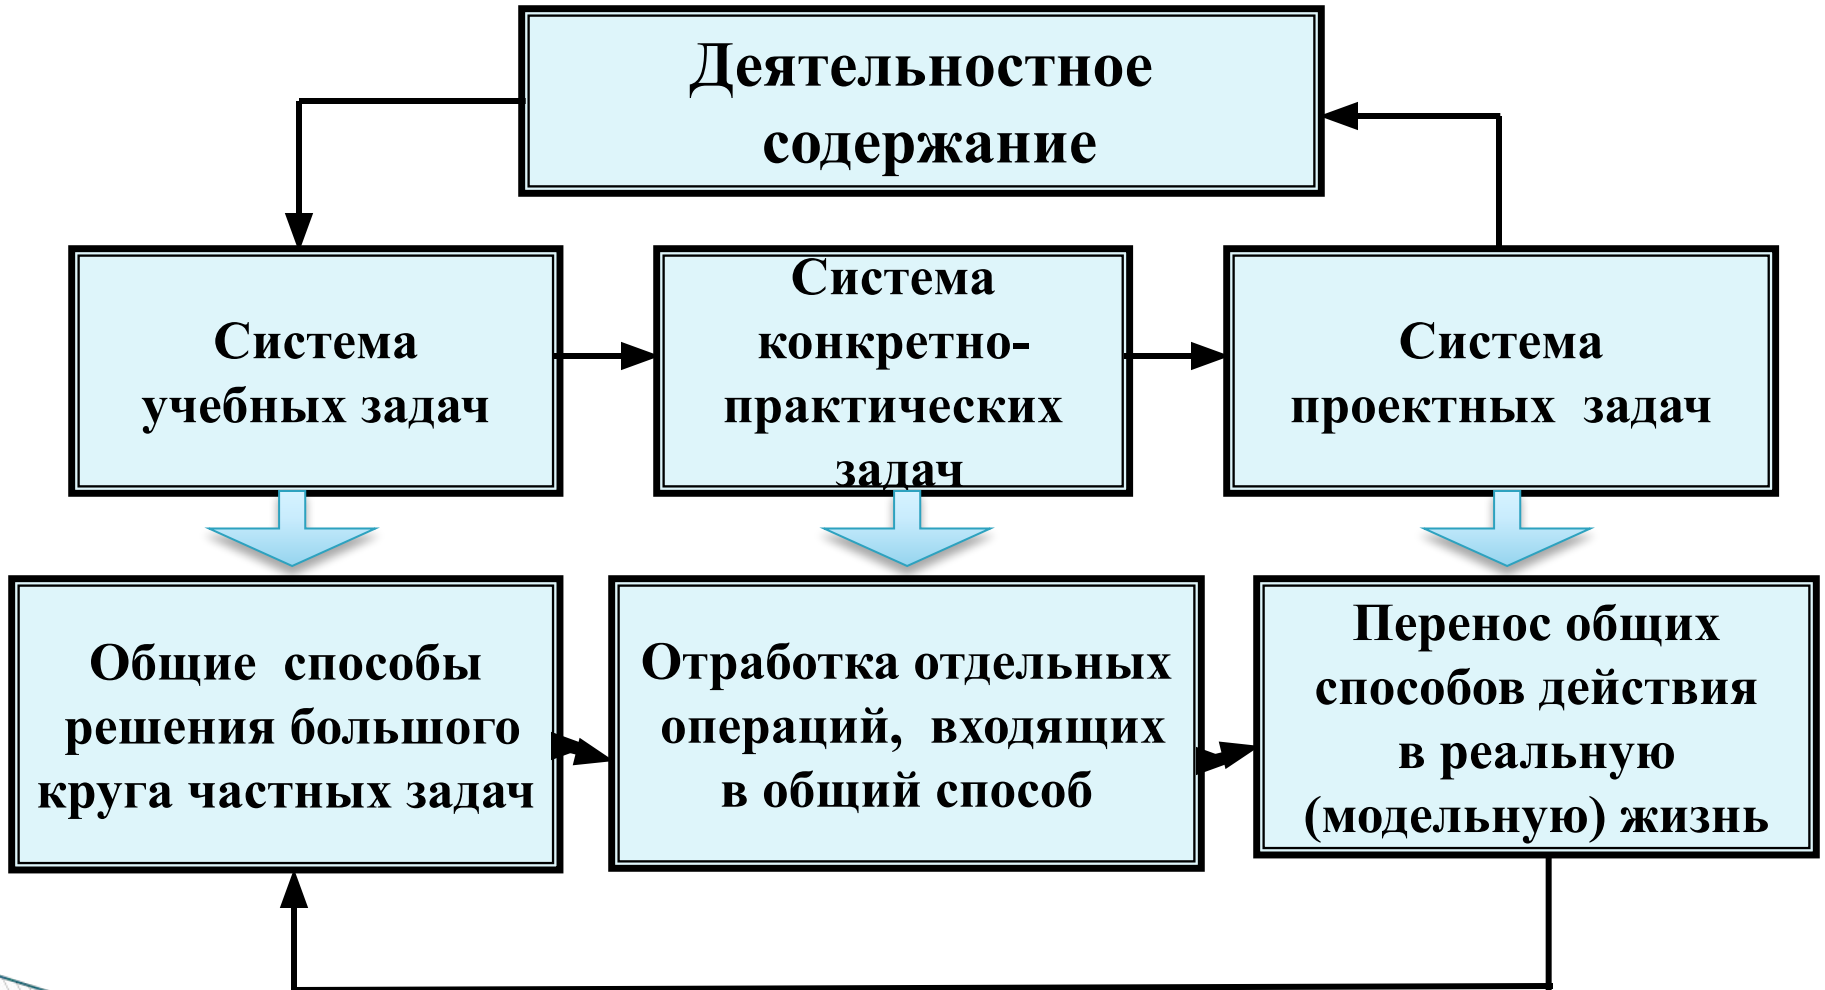 Деятельностное
содержание
Система
учебных задач
Система
конкретно-
практических
задач
Система
проектных задач
Общие способы
решения большого
круга частных задач
Отработка отдельных
операций, входящих
в общий способ
Перенос общих
способов действия
в реальную
(модельную) жизнь